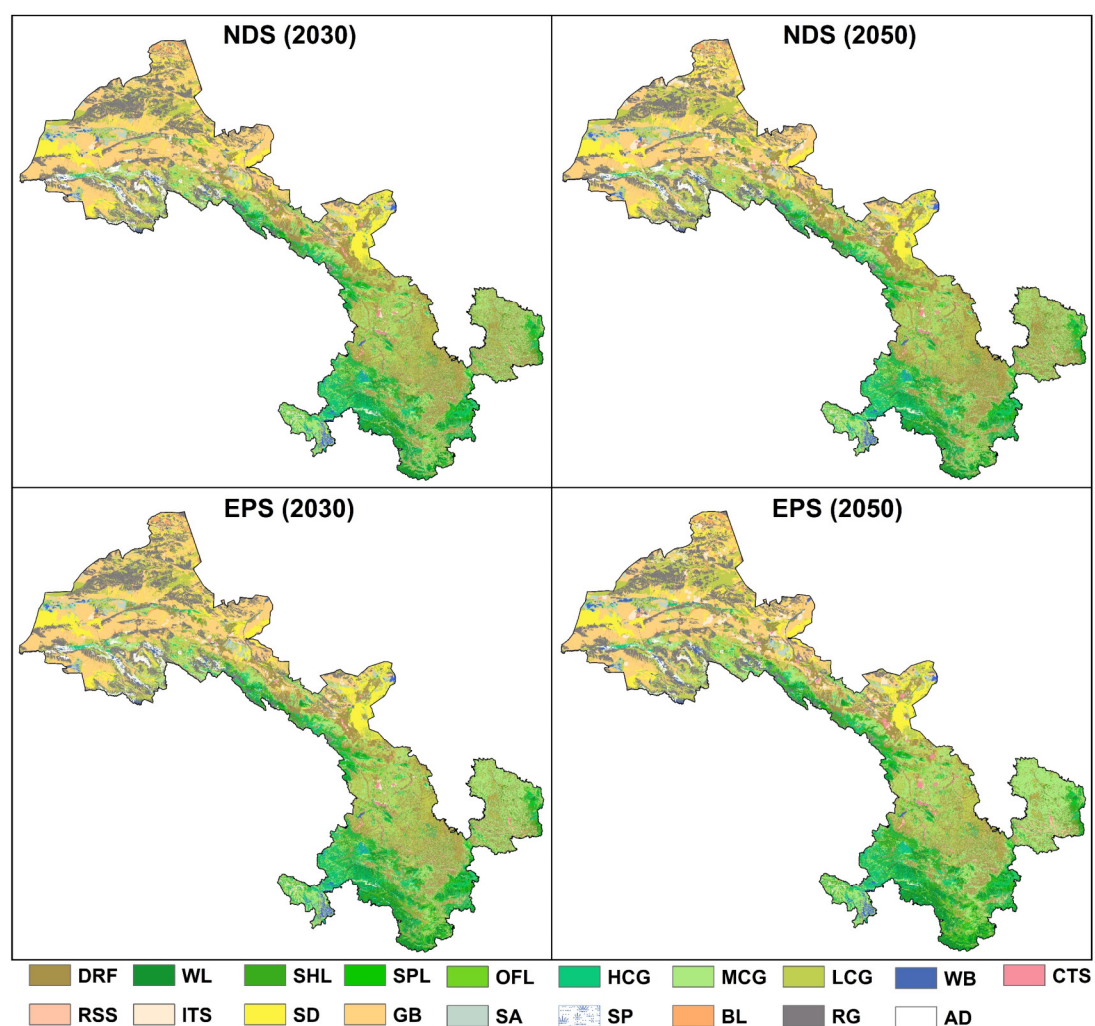 NDS (2030) NDS (2050)
EPS (2030) EPS (2050)
DRF WL SHL SPL OFL HCG MCG LCG WB CTS
RSS ITS SD GB SA SP BL RG AD